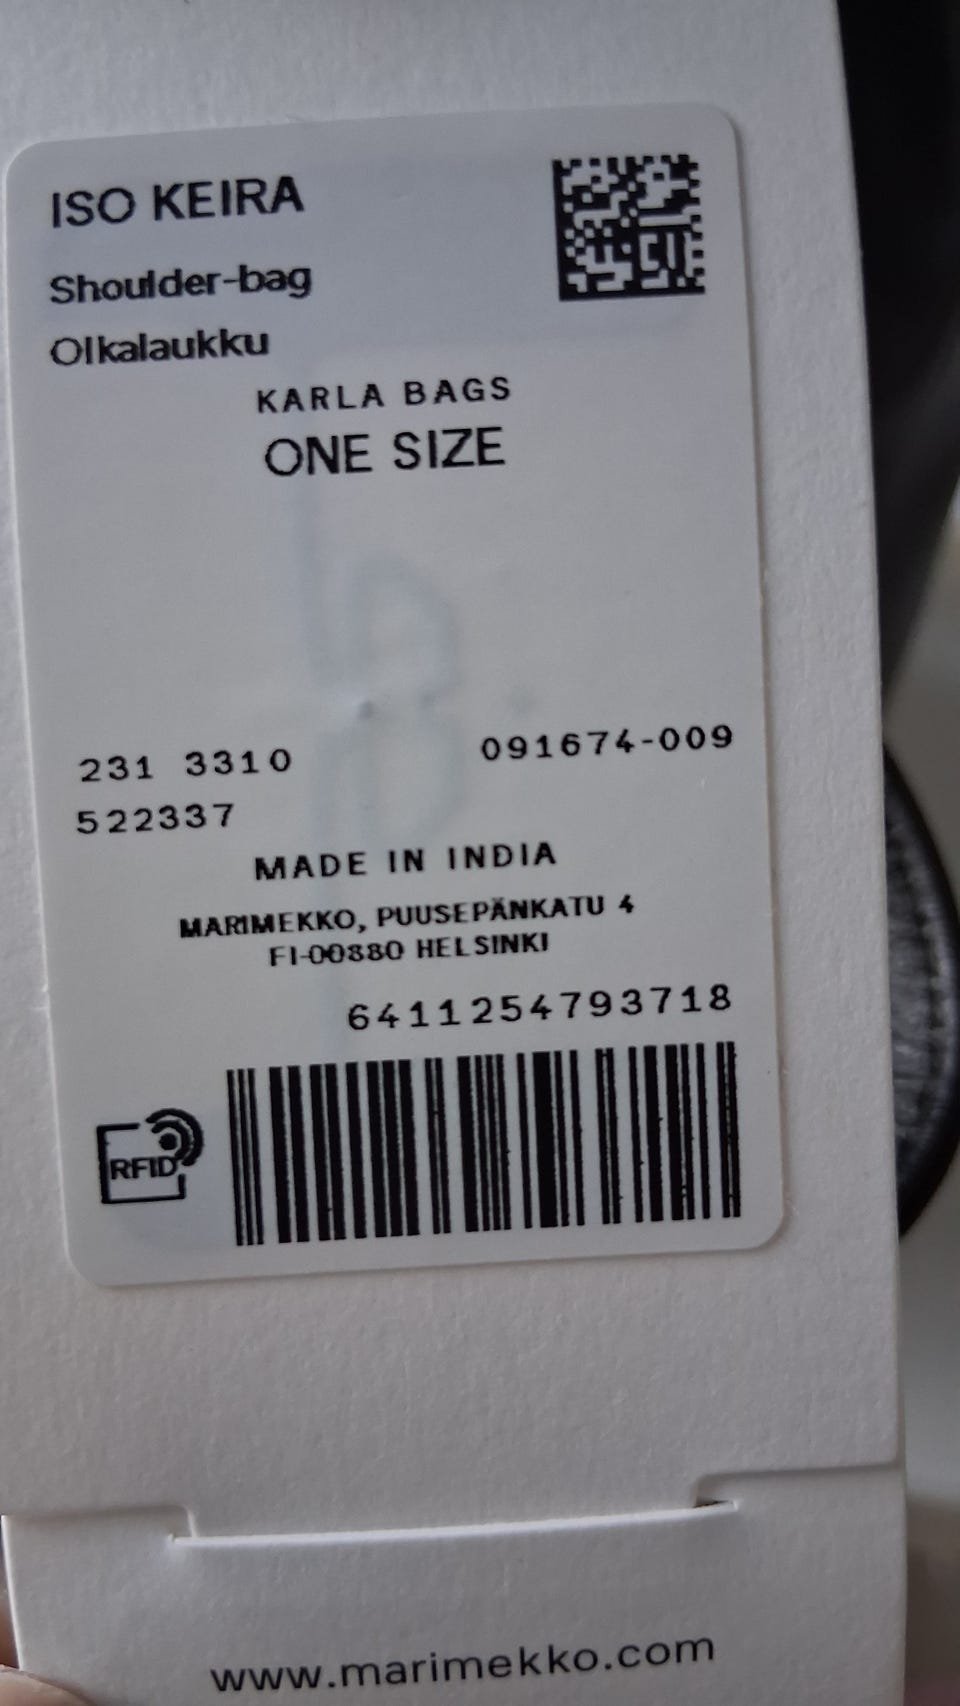 ISO KEIRA
Shoulder-bag
Olkalaukku
KARLA BAGS
ONE SIZE
231 3310 091674-009
522337
MADE IN INDIA
MARIMEKKO, PUUSEPÄNKATU 4
FI-00880 HELSINKI
6411254793718
RFID
www.marimekko.com